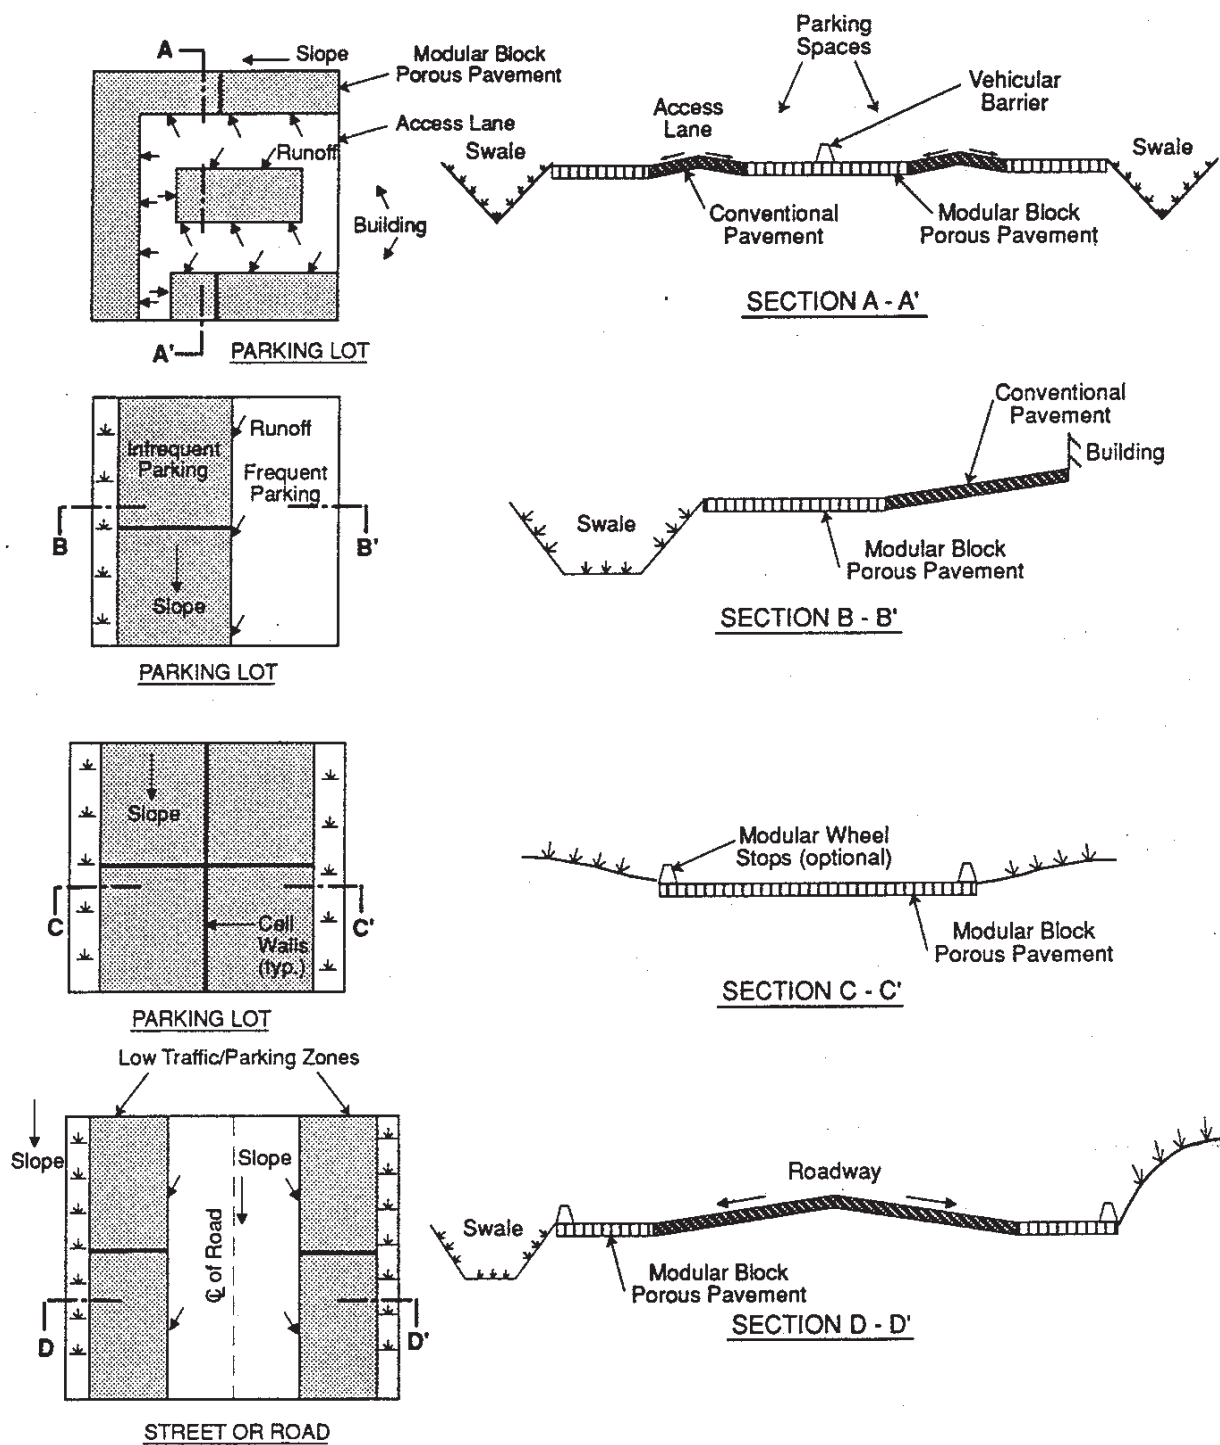 A
Slope
Modular Block
Porous Pavement
Access Lane
Runoff
Building
A'
PARKING LOT
Parking
Spaces
Vehicular
Barrier
Access
Lane
Swale
Swale
Conventional
Pavement
Modular Block
Porous Pavement
SECTION A - A'
Infrequent
Parking
Runoff
Frequent
Parking
B
B'
Slope
PARKING LOT
Conventional
Pavement
Building
Swale
Modular Block
Porous Pavement
SECTION B - B'
Slope
C
C'
Cell
Walls
(typ.)
PARKING LOT
Modular Wheel
Stops (optional)
Modular Block
Porous Pavement
SECTION C - C'
Low Traffic/Parking Zones
Slope
Slope
℄ of Road
D
D'
STREET OR ROAD
Roadway
Swale
Modular Block
Porous Pavement
SECTION D - D'